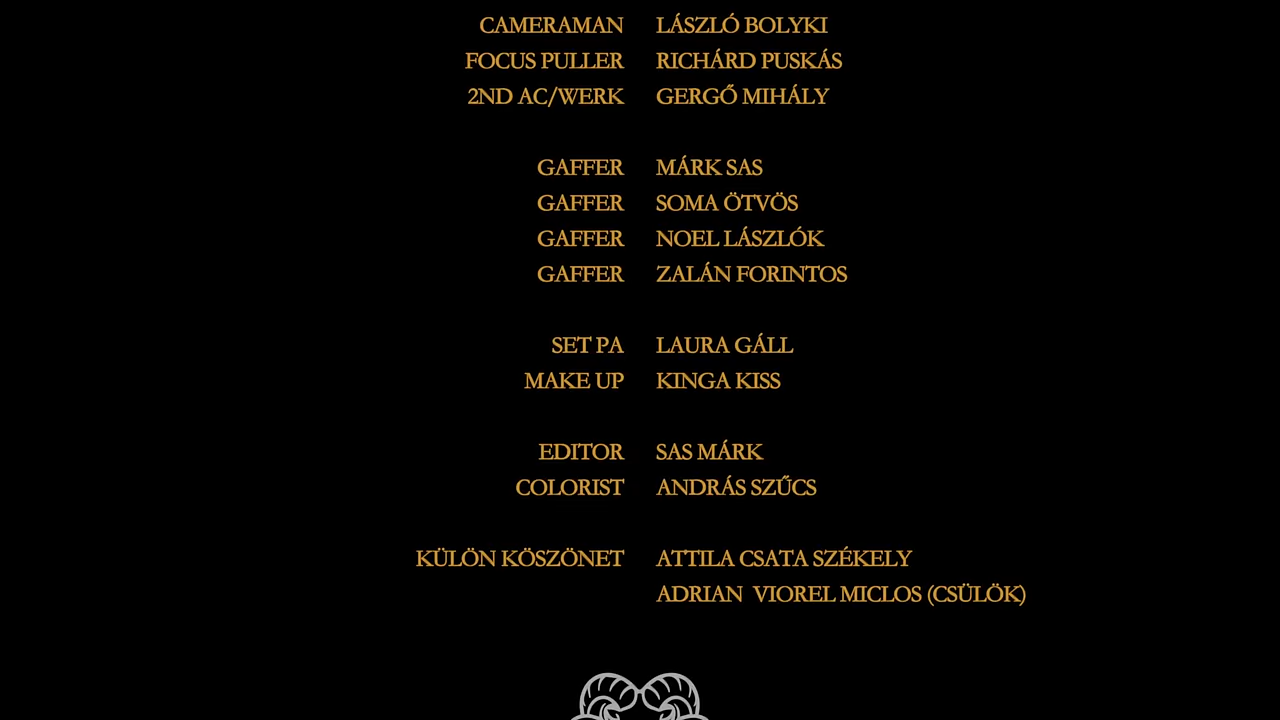 CAMERAMAN LÁSZLÓ BOLYKI
FOCUS PULLER RICHÁRD PUSKÁS
2ND AC/WERK GERGŐ MIHÁLY
GAFFER MÁRK SAS
GAFFER SOMA ÖTVÖS
GAFFER NOEL LÁSZLÓK
GAFFER ZALÁN FORINTOS
SET PA LAURA GÁLL
MAKE UP KINGA KISS
EDITOR SAS MÁRK
COLORIST ANDRÁS SZŰCS
KÜLÖN KÖSZÖNET ATTILA CSATA SZÉKELY
ADRIAN VIOREL MICLOS (CSÜLÖK)